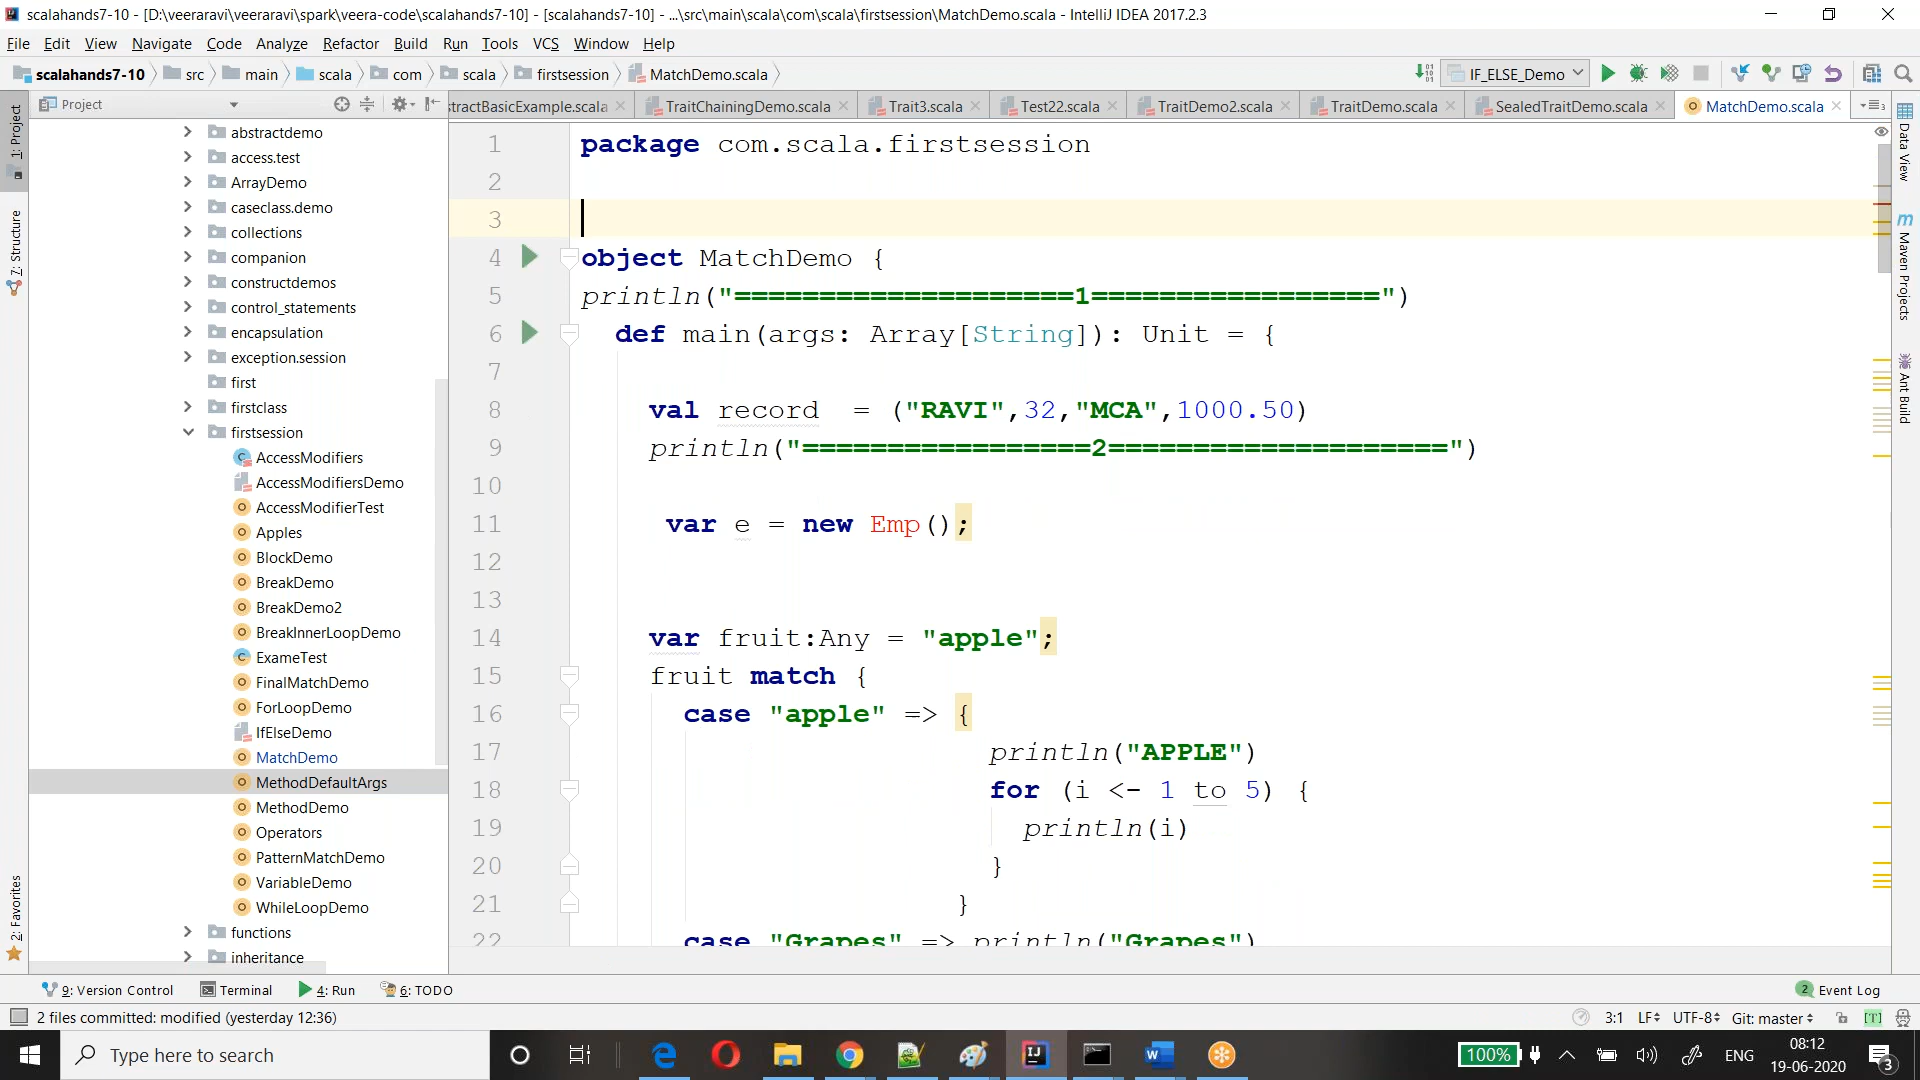 scalahands7-10 - [D:\veeraravi\veeraravi\spark\veera-code\scalahands7-10] - [scalahands7-10] - ...\src\main\scala\com\scala\firstsession\MatchDemo.scala - IntelliJ IDEA 2017.2.3
File Edit View Navigate Code Analyze Refactor Build Run Tools VCS Window Help
scalahands7-10 src main scala com scala firstsession MatchDemo.scala
IF_ELSE_Demo
Project
stractBasicExample.scala TraitChainingDemo.scala Trait3.scala Test22.scala TraitDemo2.scala TraitDemo.scala SealedTraitDemo.scala MatchDemo.scala
1: Project
7: Structure
2: Favorites
abstractdemo
access.test
ArrayDemo
caseclass.demo
collections
companion
constructdemos
control_statements
encapsulation
exception.session
first
firstclass
firstsession
AccessModifiers
AccessModifiersDemo
AccessModifierTest
Apples
BlockDemo
BreakDemo
BreakDemo2
BreakInnerLoopDemo
ExameTest
FinalMatchDemo
ForLoopDemo
IfElseDemo
MatchDemo
MethodDefaultArgs
MethodDemo
Operators
PatternMatchDemo
VariableDemo
WhileLoopDemo
functions
inheritance
1 package com.scala.firstsession
2
3
4 object MatchDemo {
5 println("====================1=================")
6 def main(args: Array[String]): Unit = {
7
8 val record = ("RAVI",32,"MCA",1000.50)
9 println("=================2====================")
10
11 var e = new Emp();
12
13
14 var fruit:Any = "apple";
15 fruit match {
16 case "apple" => {
17 println("APPLE")
18 for (i <- 1 to 5) {
19 println(i)
20 }
21 }
22 case "Grapes" => println("Grapes")
Data View
Maven Projects
Ant Build
9: Version Control Terminal 4: Run 6: TODO
2 Event Log
2 files committed: modified (yesterday 12:36)
3:1 LF UTF-8 Git: master [T]
Type here to search
100%
ENG
08:12
19-06-2020
3